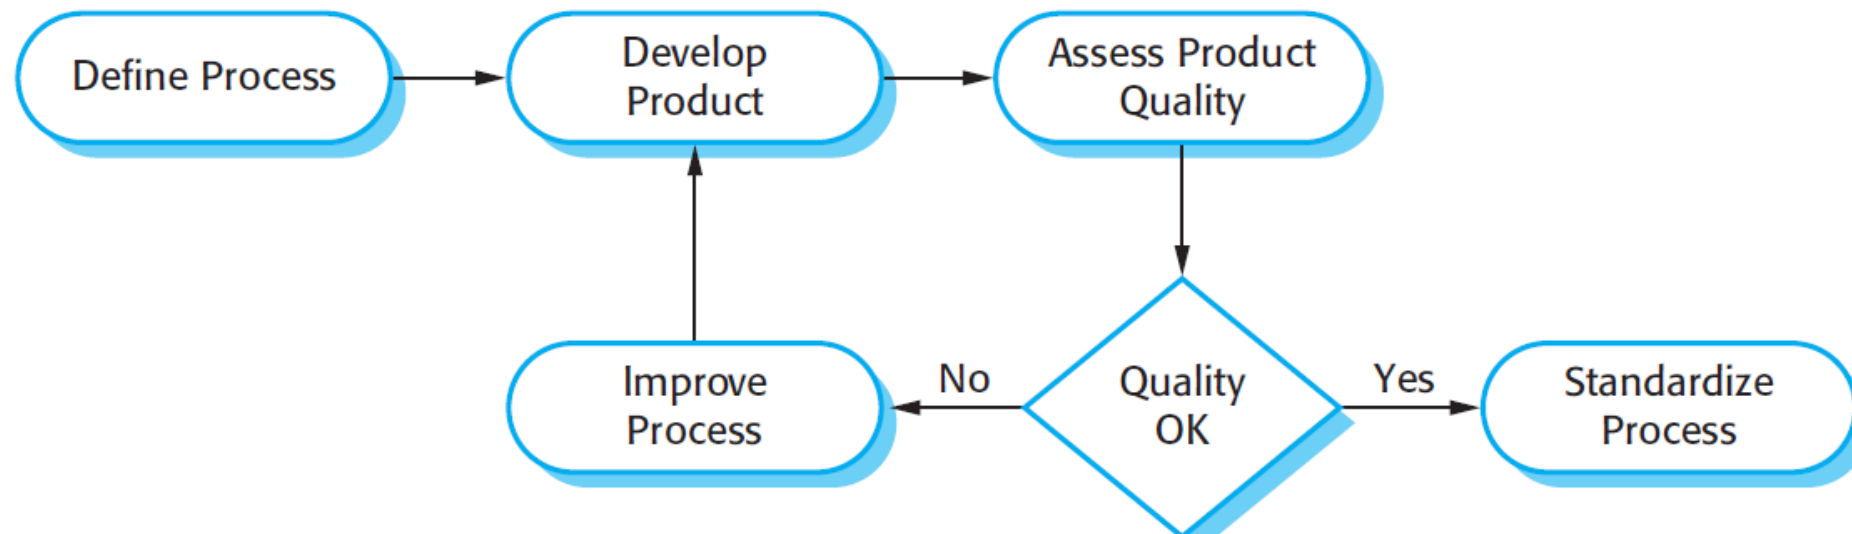 Define Process
Develop
Product
Assess Product
Quality
Improve
Process
No
Quality
OK
Yes
Standardize
Process